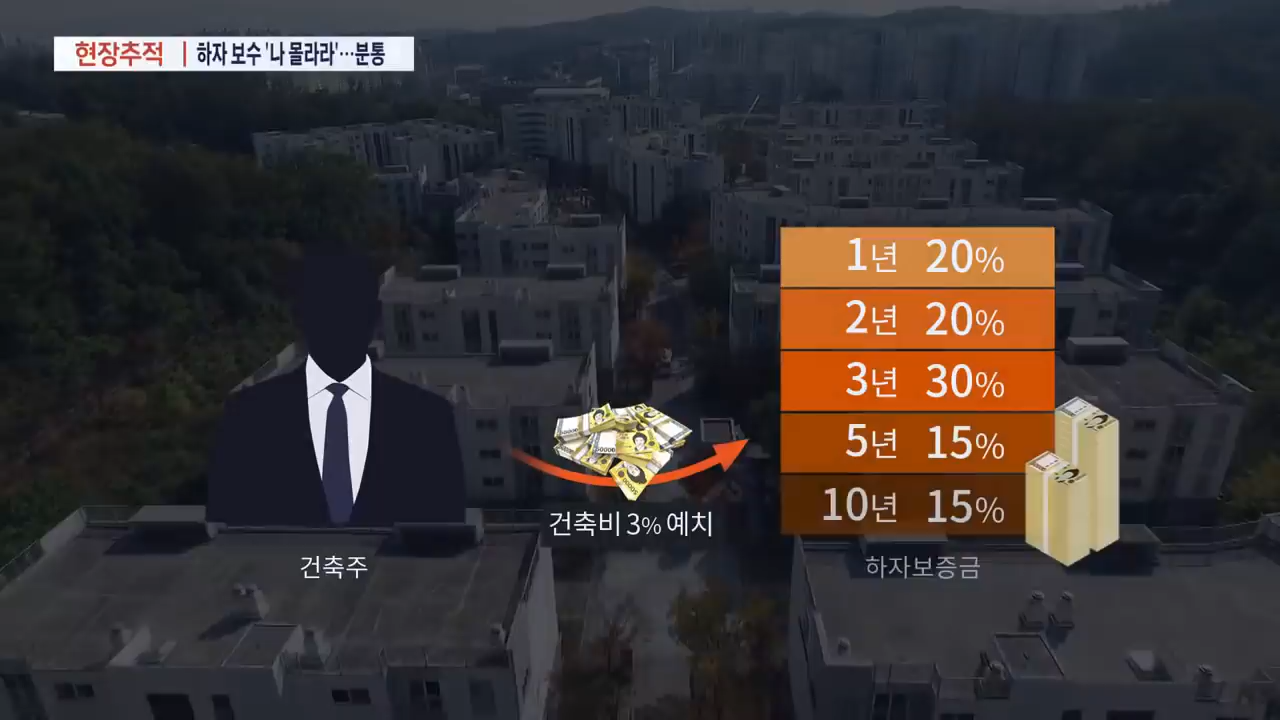 현장추적 | 하자 보수 '나 몰라라'…분통
1년 20%
2년 20%
3년 30%
5년 15%
10년 15%
건축비 3% 예치
건축주
하자보증금